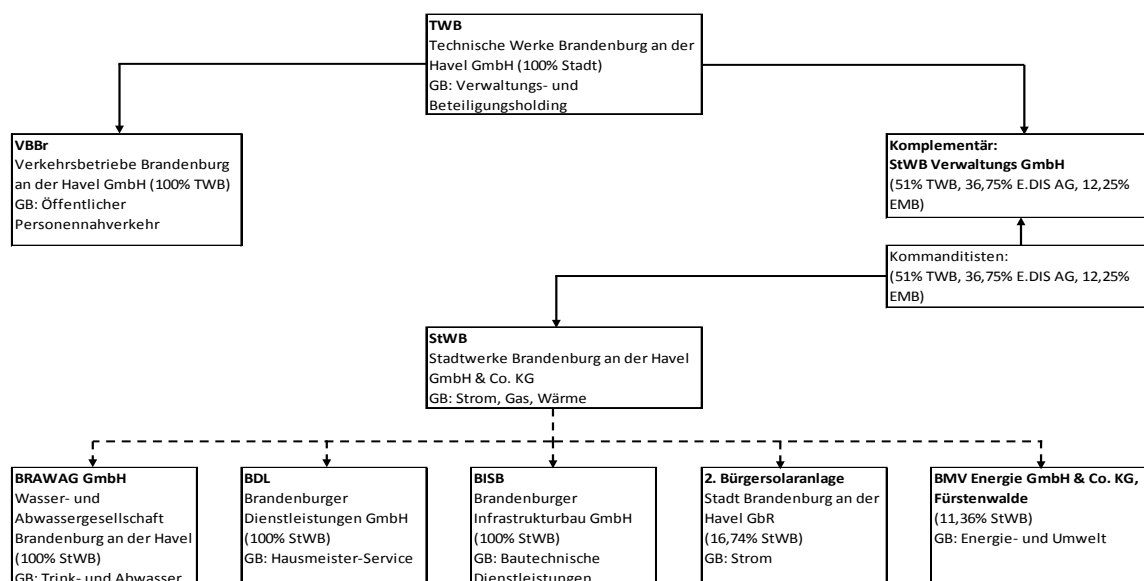 TWB
Technische Werke Brandenburg an der
Havel GmbH (100% Stadt)
GB: Verwaltungs- und
Beteiligungsholding
VBBr
Verkehrsbetriebe Brandenburg
an der Havel GmbH (100% TWB)
GB: Öffentlicher
Personennahverkehr
Komplementär:
StWB Verwaltungs GmbH
(51% TWB, 36,75% E.DIS AG, 12,25%
EMB)
Kommanditisten:
(51% TWB, 36,75% E.DIS AG, 12,25%
EMB)
StWB
Stadtwerke Brandenburg an der Havel
GmbH & Co. KG
GB: Strom, Gas, Wärme
BRAWAG GmbH
Wasser- und
Abwassergesellschaft
Brandenburg an der Havel
(100% StWB)
GB: Trink- und Abwasser
BDL
Brandenburger
Dienstleistungen GmbH
(100% StWB)
GB: Hausmeister-Service
BISB
Brandenburger
Infrastrukturbau GmbH
(100% StWB)
GB: Bautechnische
Dienstleistungen
2. Bürgersolaranlage
Stadt Brandenburg an der
Havel GbR
(16,74% StWB)
GB: Strom
BMV Energie GmbH & Co. KG,
Fürstenwalde
(11,36% StWB)
GB: Energie- und Umwelt